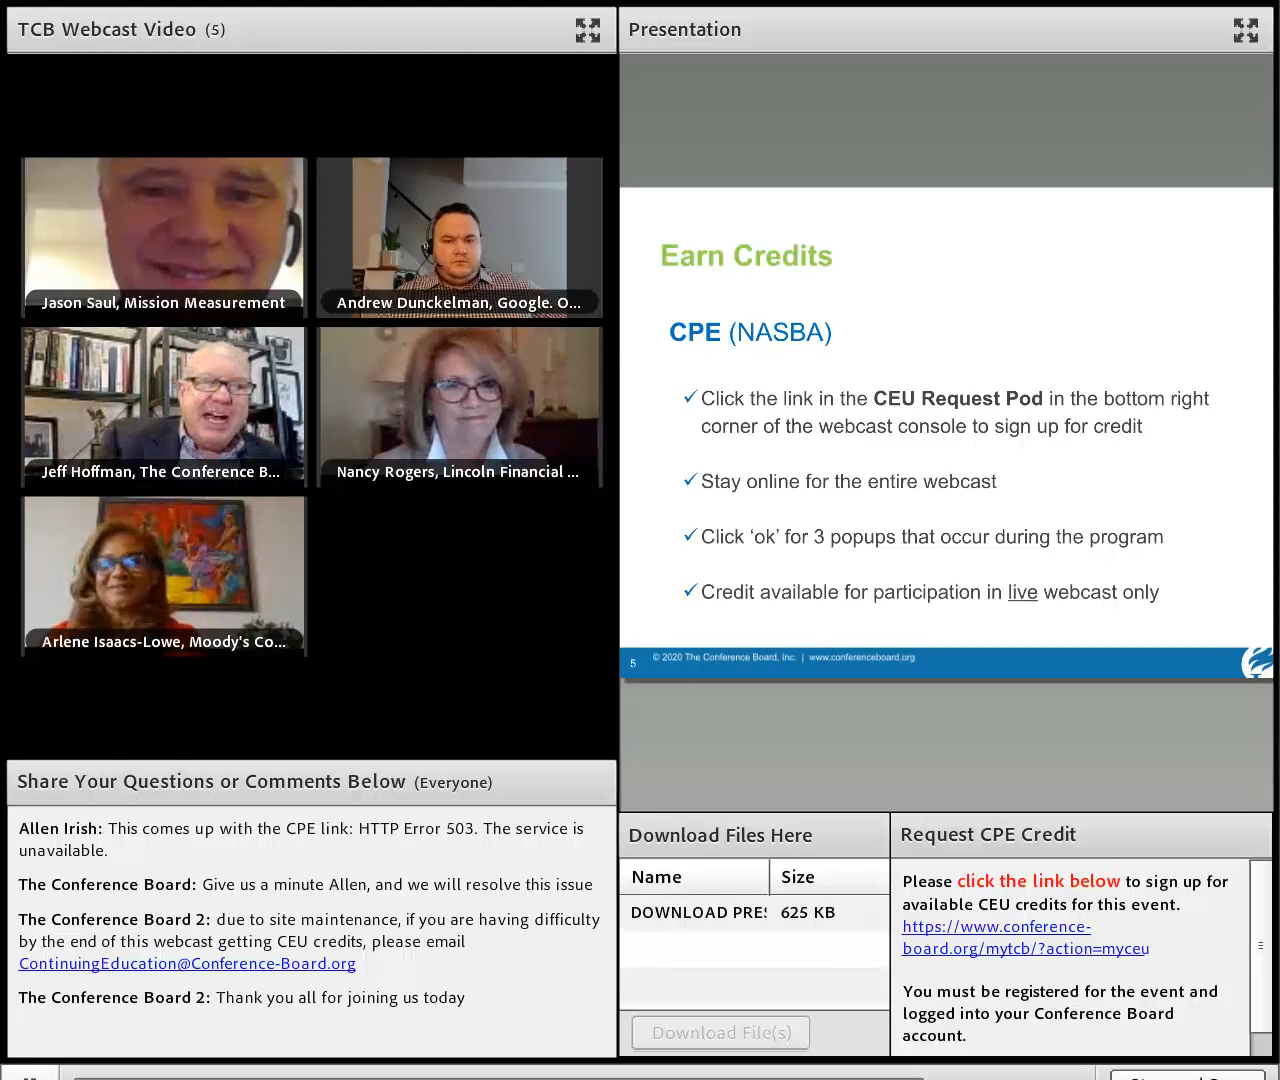 TCB Webcast Video (5)
Jason Saul, Mission Measurement
Andrew Dunckelman, Google. O...
Jeff Hoffman, The Conference B...
Nancy Rogers, Lincoln Financial ...
Arlene Isaacs-Lowe, Moody's Co...
Presentation
Earn Credits
CPE (NASBA)
✓Click the link in the CEU Request Pod in the bottom right
corner of the webcast console to sign up for credit
✓Stay online for the entire webcast
✓Click ‘ok’ for 3 popups that occur during the program
✓Credit available for participation in live webcast only
5 © 2020 The Conference Board, Inc. | www.conferenceboard.org
Share Your Questions or Comments Below (Everyone)
Allen Irish: This comes up with the CPE link: HTTP Error 503. The service is
unavailable.
The Conference Board: Give us a minute Allen, and we will resolve this issue
The Conference Board 2: due to site maintenance, if you are having difficulty
by the end of this webcast getting CEU credits, please email
ContinuingEducation@Conference-Board.org
The Conference Board 2: Thank you all for joining us today
Download Files Here
Name Size
DOWNLOAD PRES 625 KB
Download File(s)
Request CPE Credit
Please click the link below to sign up for
available CEU credits for this event.
https://www.conference-
board.org/mytcb/?action=myceu
You must be registered for the event and
logged into your Conference Board
account.